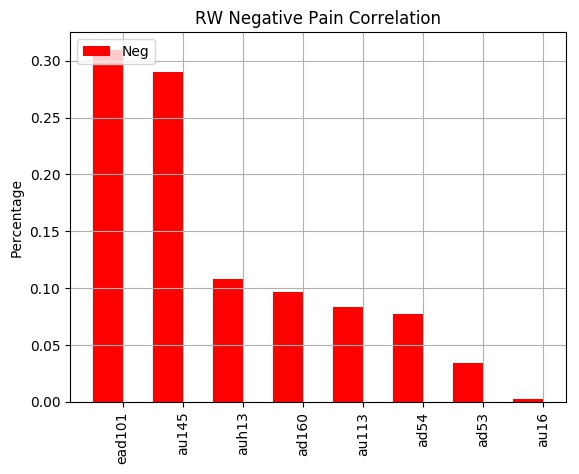 RW Negative Pain Correlation
Neg
Percentage
0.30
0.25
0.20
0.15
0.10
0.05
0.00
ead101
au145
auh13
ad160
au113
ad54
ad53
au16